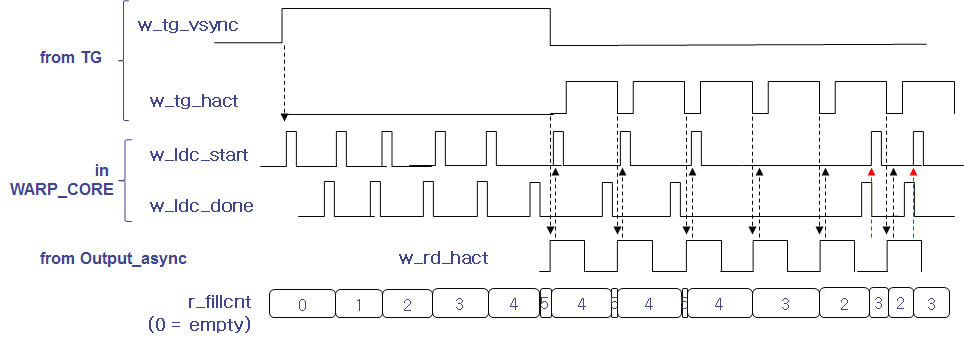 w_tg_vsync
from TG
w_tg_hact
w_ldc_start
in
WARP_CORE
w_ldc_done
from Output_async
w_rd_hact
r_fillcnt
(0 = empty)
0 1 2 3 4 5 4 5 4 5 4 3 2 3 2 3